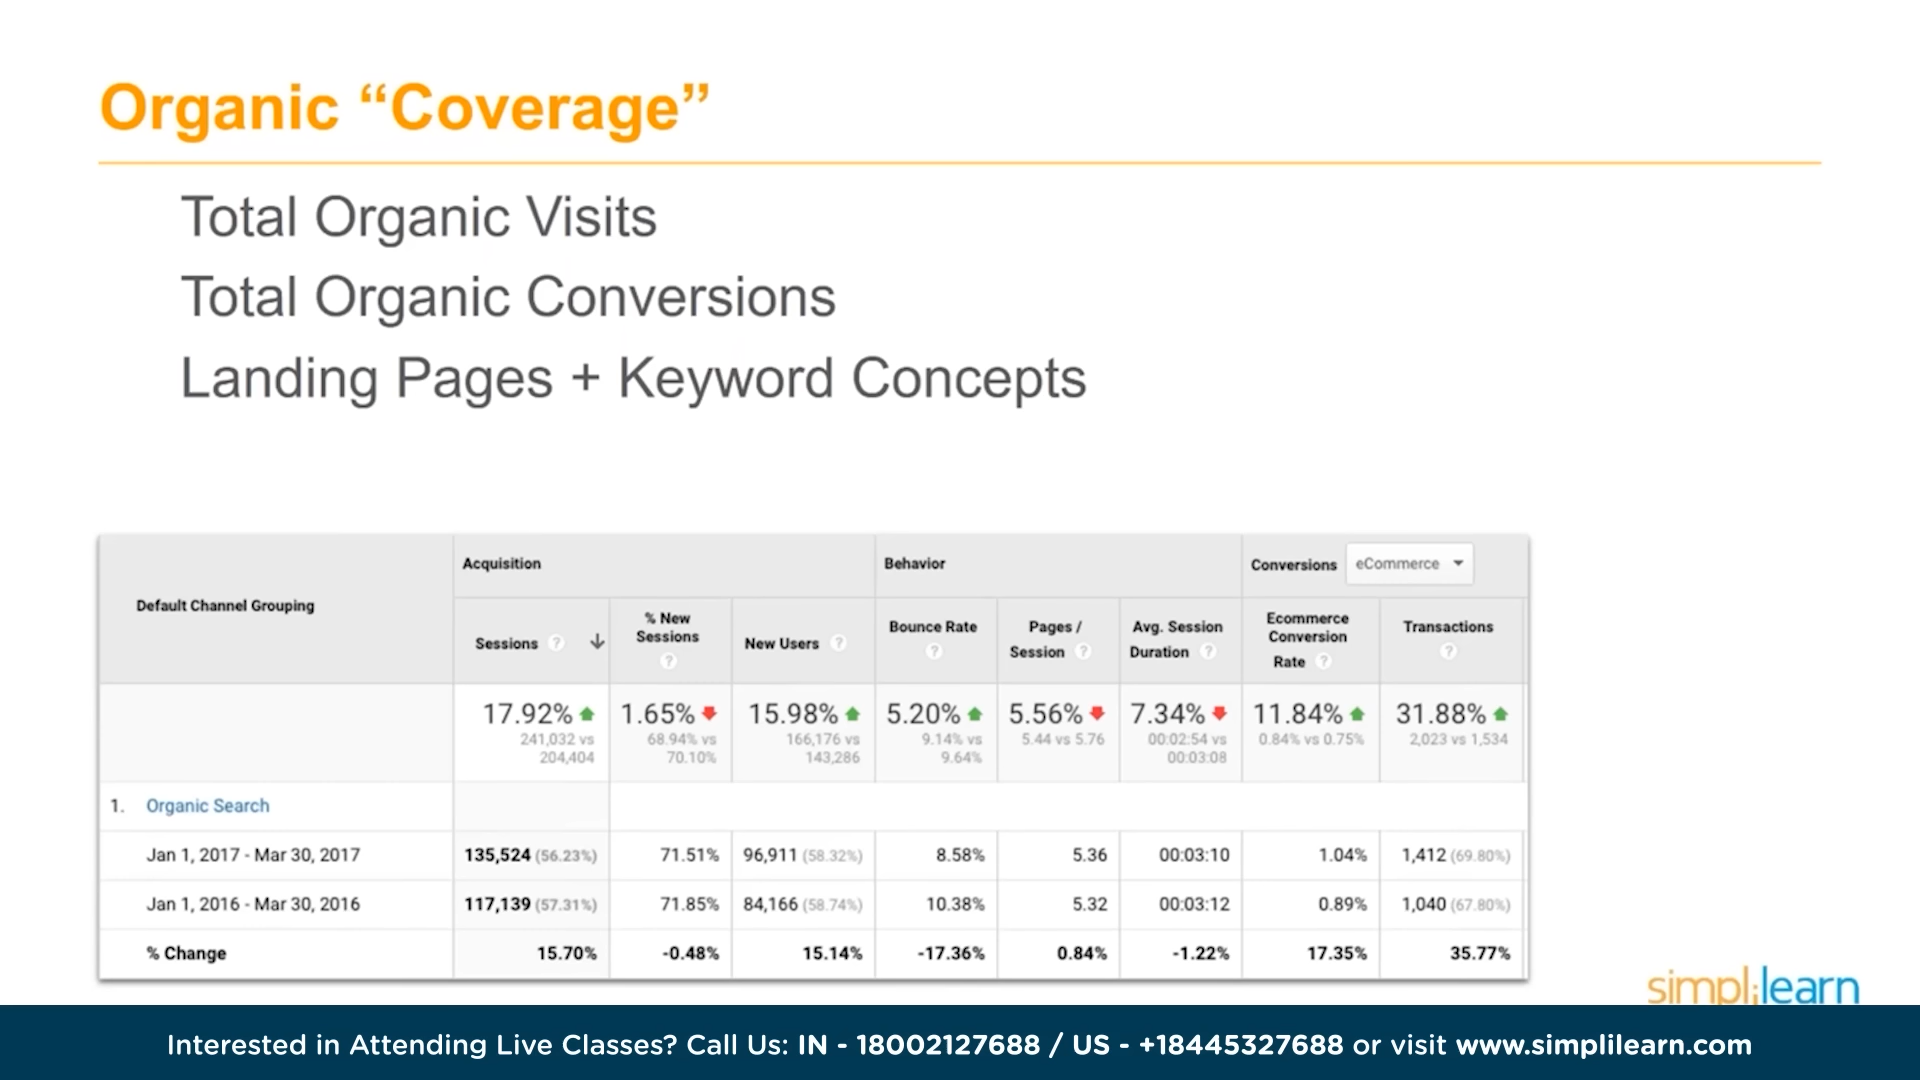 Organic “Coverage”
Total Organic Visits
Total Organic Conversions
Landing Pages + Keyword Concepts
Default Channel Grouping
Acquisition
Behavior
Conversions eCommerce
Sessions ?
% New Sessions ?
New Users ?
Bounce Rate ?
Pages / Session ?
Avg. Session Duration ?
Ecommerce Conversion Rate ?
Transactions ?
17.92% 1.65% 15.98% 5.20% 5.56% 7.34% 11.84% 31.88%
241,032 vs 204,404
68.94% vs 70.10%
166,176 vs 143,286
9.14% vs 9.64%
5.44 vs 5.76
00:02:54 vs 00:03:08
0.84% vs 0.75%
2,023 vs 1,534
1. Organic Search
Jan 1, 2017 - Mar 30, 2017 135,524 (56.23%) 71.51% 96,911 (58.32%) 8.58% 5.36 00:03:10 1.04% 1,412 (69.80%)
Jan 1, 2016 - Mar 30, 2016 117,139 (57.31%) 71.85% 84,166 (58.74%) 10.38% 5.32 00:03:12 0.89% 1,040 (67.80%)
% Change 15.70% -0.48% 15.14% -17.36% 0.84% -1.22% 17.35% 35.77%
simplilearn
Interested in Attending Live Classes? Call Us: IN - 18002127688 / US - +18445327688 or visit www.simplilearn.com